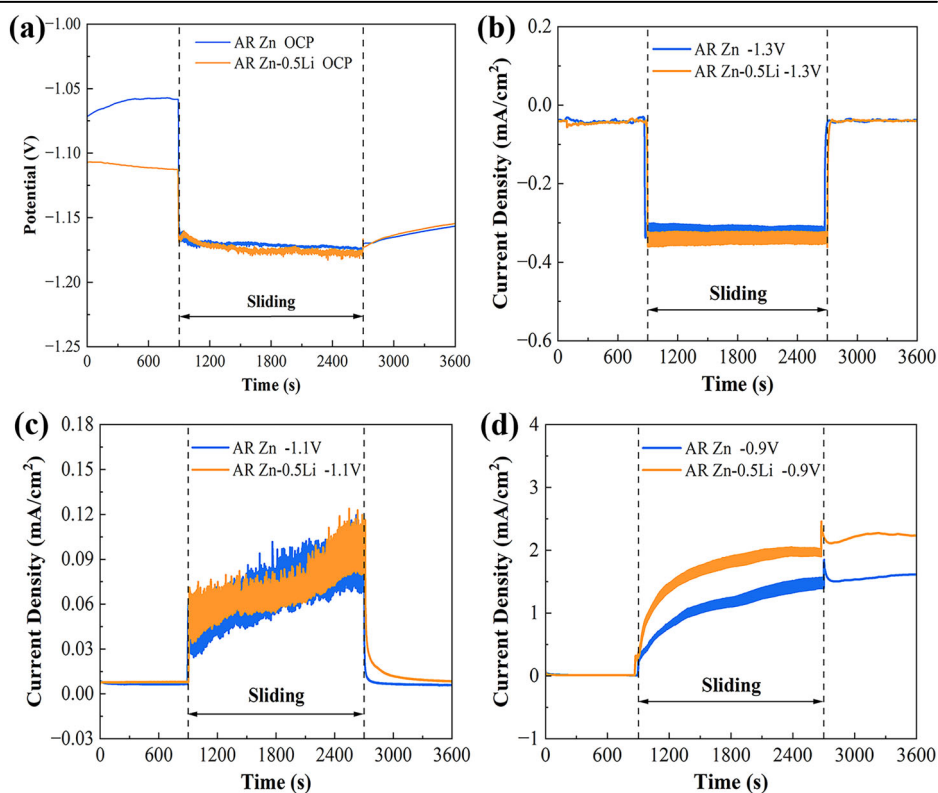 (a)
AR Zn OCP
AR Zn-0.5Li OCP
Potential (V)
−1.00
−1.05
−1.10
−1.15
−1.20
−1.25
Sliding
0 600 1200 1800 2400 3000 3600
Time (s)
(b)
AR Zn -1.3V
AR Zn-0.5Li -1.3V
Current Density (mA/cm²)
0.2
0.0
−0.2
−0.4
−0.6
Sliding
0 600 1200 1800 2400 3000 3600
Time (s)
(c)
AR Zn -1.1V
AR Zn-0.5Li -1.1V
Current Density (mA/cm²)
0.18
0.15
0.12
0.09
0.06
0.03
0.00
−0.03
Sliding
0 600 1200 1800 2400 3000 3600
Time (s)
(d)
AR Zn -0.9V
AR Zn-0.5Li -0.9V
Current Density (mA/cm²)
4
3
2
1
0
−1
Sliding
0 600 1200 1800 2400 3000 3600
Time (s)